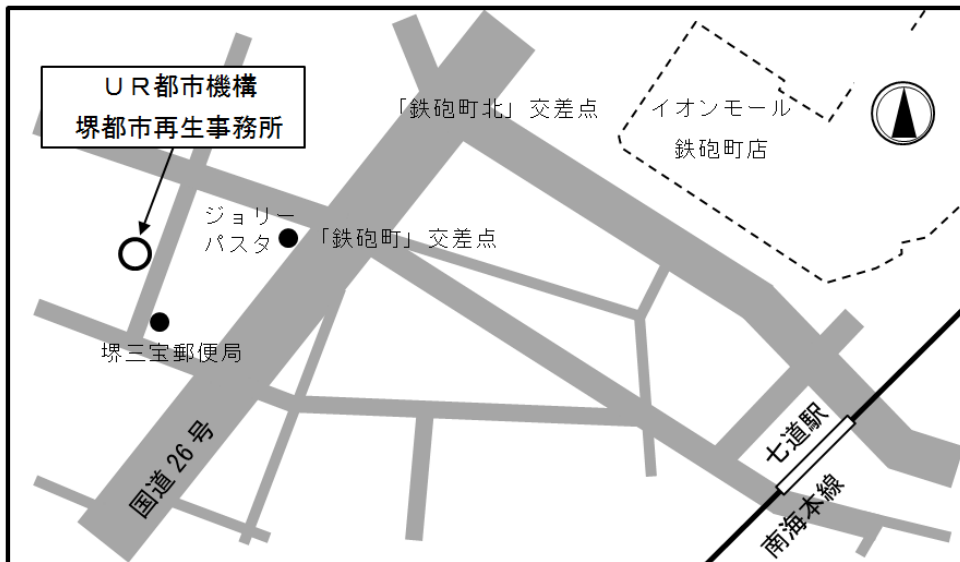 ＵＲ都市機構
堺都市再生事務所
「鉄砲町北」交差点
イオンモール
鉄砲町店
ジョリー
パスタ
「鉄砲町」交差点
堺三宝郵便局
国道26号
七道駅
南海本線